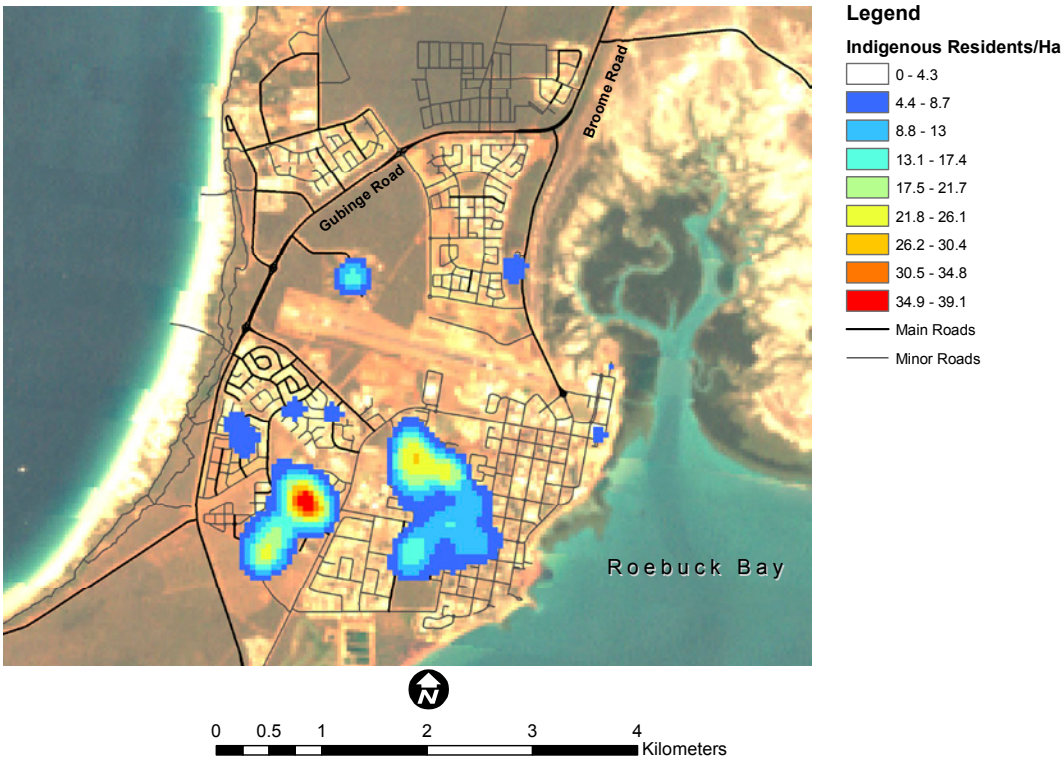 Legend
Indigenous Residents/Ha
0 - 4.3
4.4 - 8.7
8.8 - 13
13.1 - 17.4
17.5 - 21.7
21.8 - 26.1
26.2 - 30.4
30.5 - 34.8
34.9 - 39.1
Main Roads
Minor Roads
Broome Road
Gubinge Road
Roebuck Bay
N
0 0.5 1 2 3 4
Kilometers